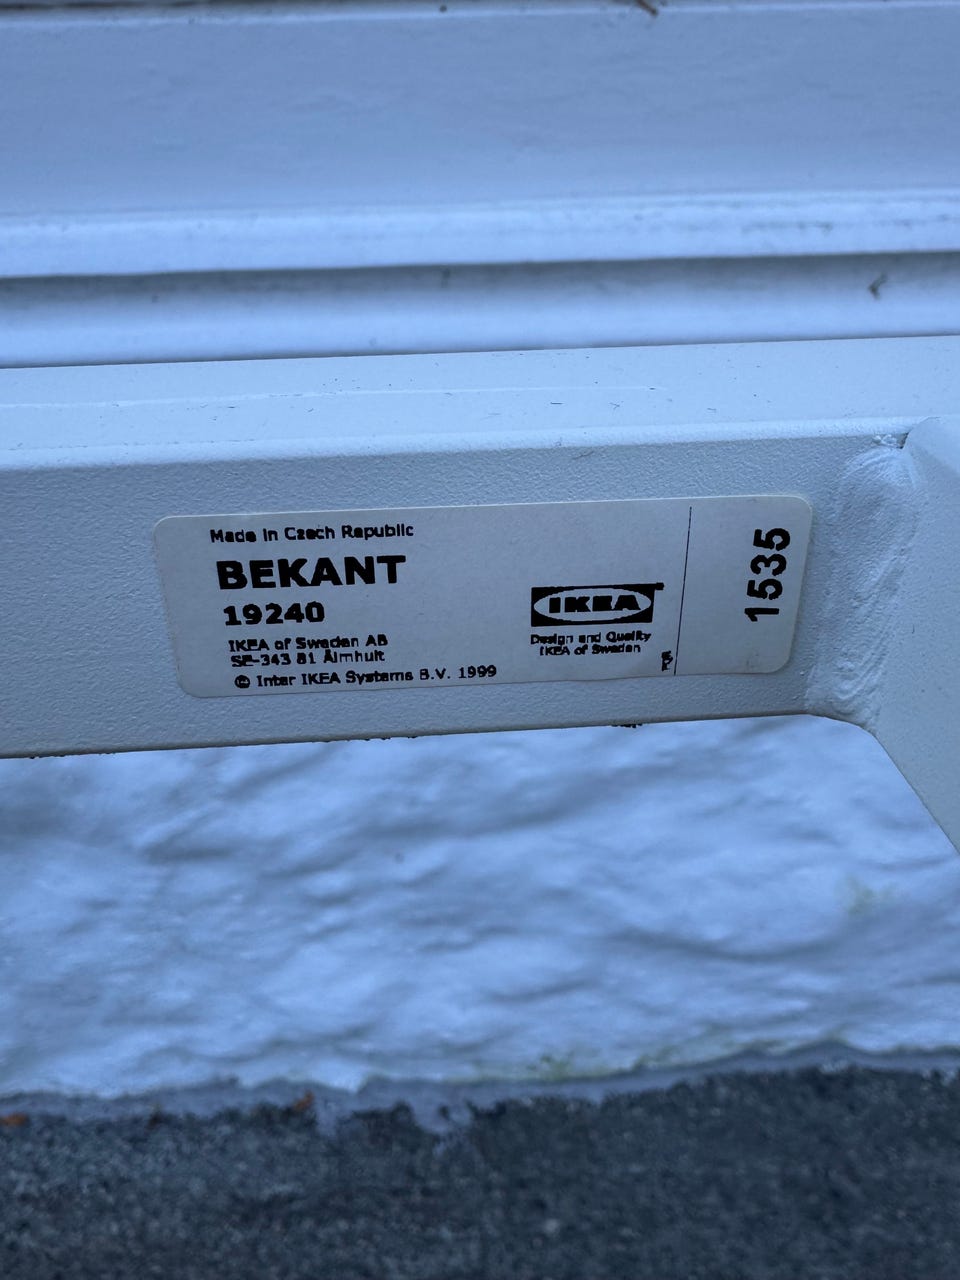 Made in Czech Republic
BEKANT
19240
IKEA of Sweden AB
SE-343 81 Älmhult
© Inter IKEA Systems B.V. 1999
IKEA
Design and Quality
IKEA of Sweden
1535